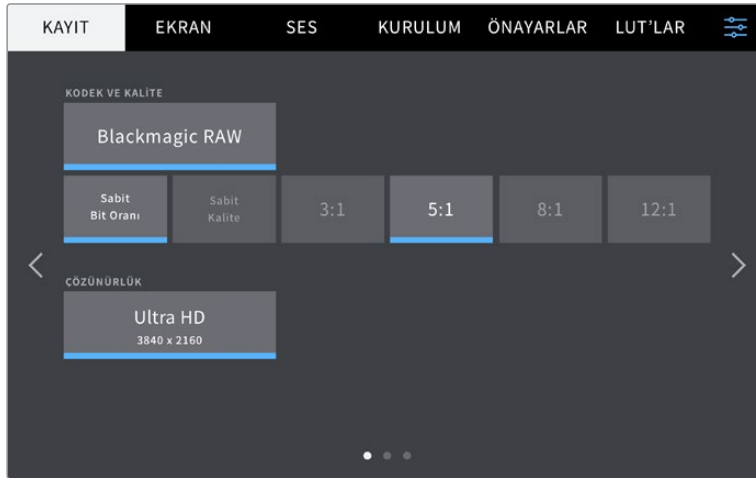 KAYIT EKRAN SES KURULUM ÖNAYARLAR LUT’LAR
KODEK VE KALİTE
Blackmagic RAW
Sabit
Bit Oranı
Sabit
Kalite
3:1
5:1
8:1
12:1
ÇÖZÜNÜRLÜK
Ultra HD
3840 x 2160